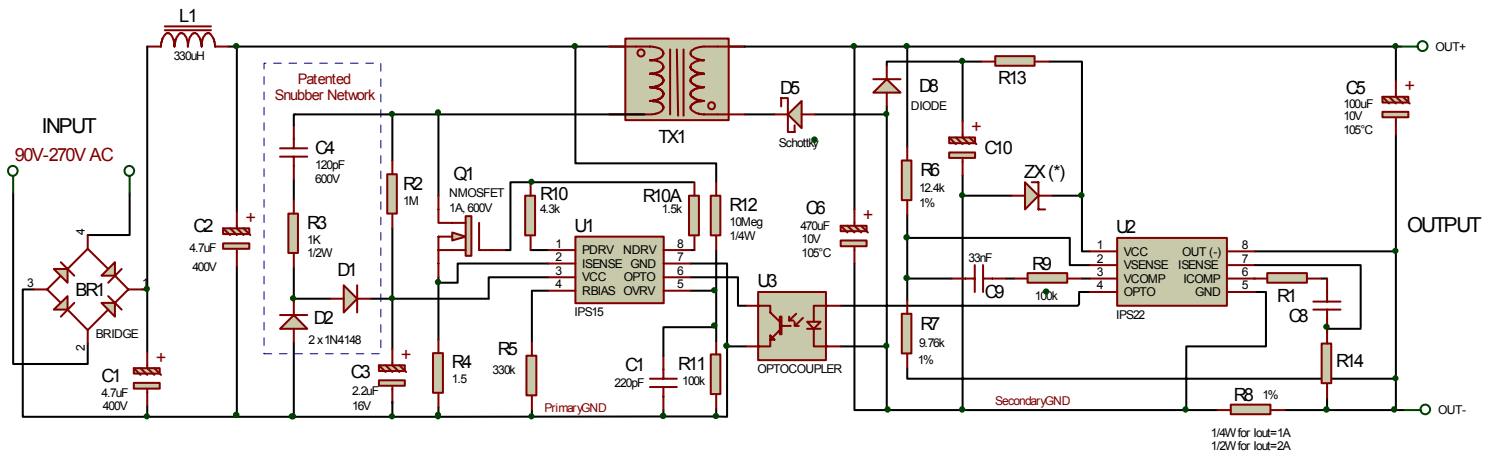 L1
330uH
Patented
Snubber Network
INPUT
90V-270V AC
4
3
1
2
BR1
BRIDGE
C1
4.7uF
400V
+
C2
4.7uF
400V
+
C4
120pF
600V
R3
1K
1/2W
D1
D2
2 x 1N4148
R2
1M
C3
2.2uF
16V
+
Q1
NMOSFET
1A, 600V
R4
1.5
R10
4.3k
R10A
1.5k
R12
10Meg
1/4W
U1
1 PDRV NDRV 8
2 ISENSE GND 7
3 VCC OPTO 6
4 RBIAS OVRV 5
IPS15
R5
330k
C1
220pF
R11
100k
PrimaryGND
TX1
D5
Schottky
U3
OPTOCOUPLER
C6
470uF
10V
105°C
+
D8
DIODE
R13
C10
+
ZX (*)
R6
12.4k
1%
R7
9.76k
1%
33nF
C9
R9
100k
U2
1 VCC OUT (-) 8
2 VSENSE ISENSE 7
3 VCOMP ICOMP 6
4 OPTO GND 5
IPS22
R1
C8
R14
SecondaryGND
R8 1%
1/4W for Iout=1A
1/2W for Iout=2A
C5
100uF
10V
105°C
+
OUT+
OUTPUT
OUT-